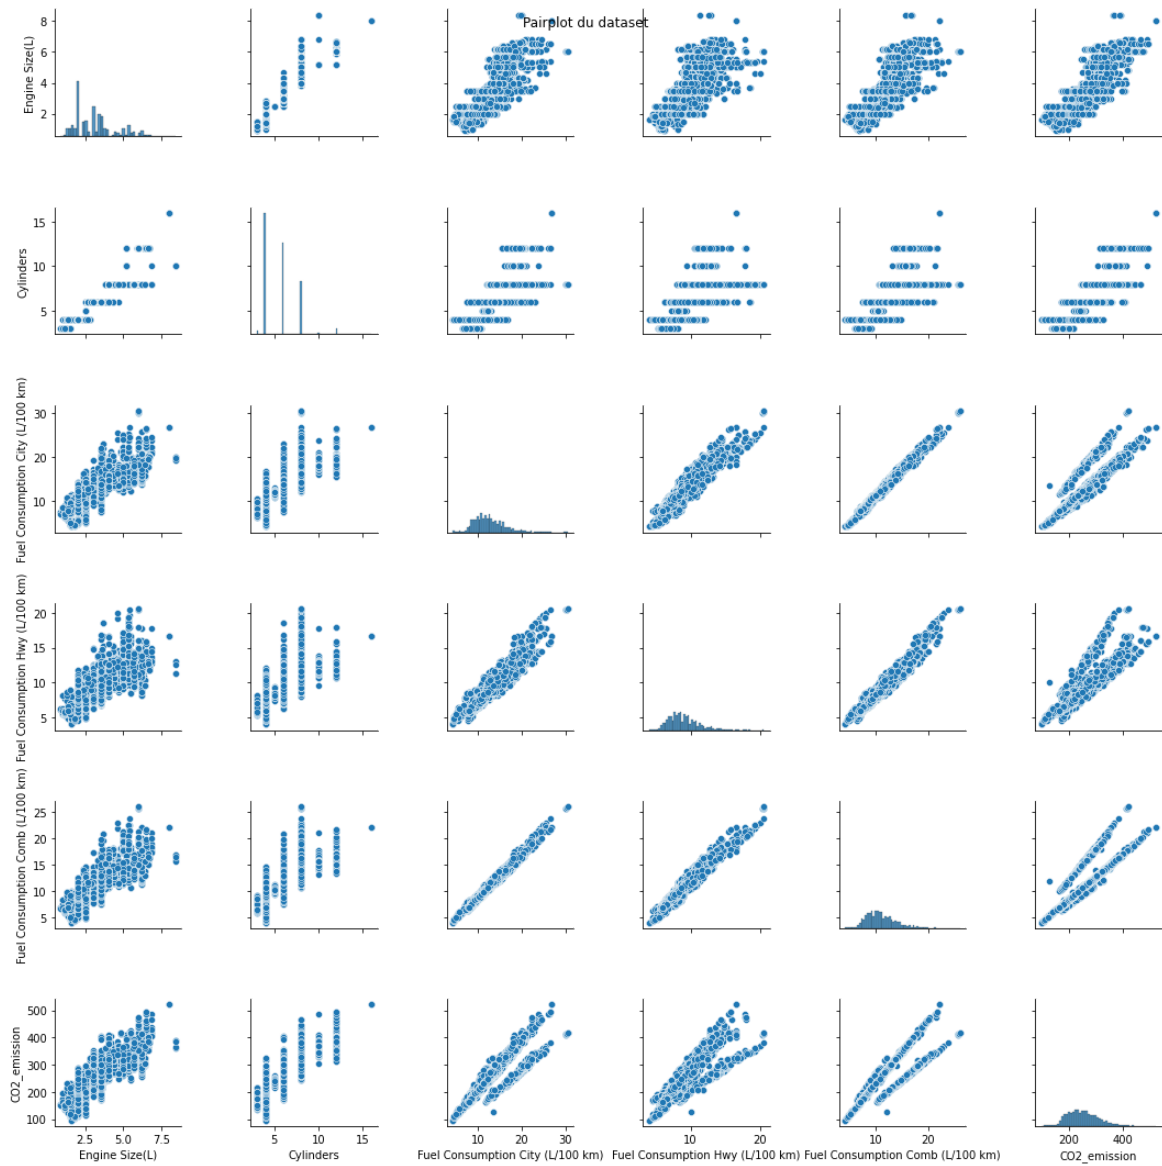 Pairplot du dataset
Engine Size(L)
8
6
4
2
Cylinders
15
10
5
Fuel Consumption City (L/100 km)
30
20
10
Fuel Consumption Hwy (L/100 km)
20
15
10
5
Fuel Consumption Comb (L/100 km)
25
20
15
10
5
CO2_emission
500
400
300
200
100
2.5 5.0 7.5 5 10 15 10 20 30 10 20 10 20 200 400
Engine Size(L) Cylinders Fuel Consumption City (L/100 km) Fuel Consumption Hwy (L/100 km) Fuel Consumption Comb (L/100 km) CO2_emission